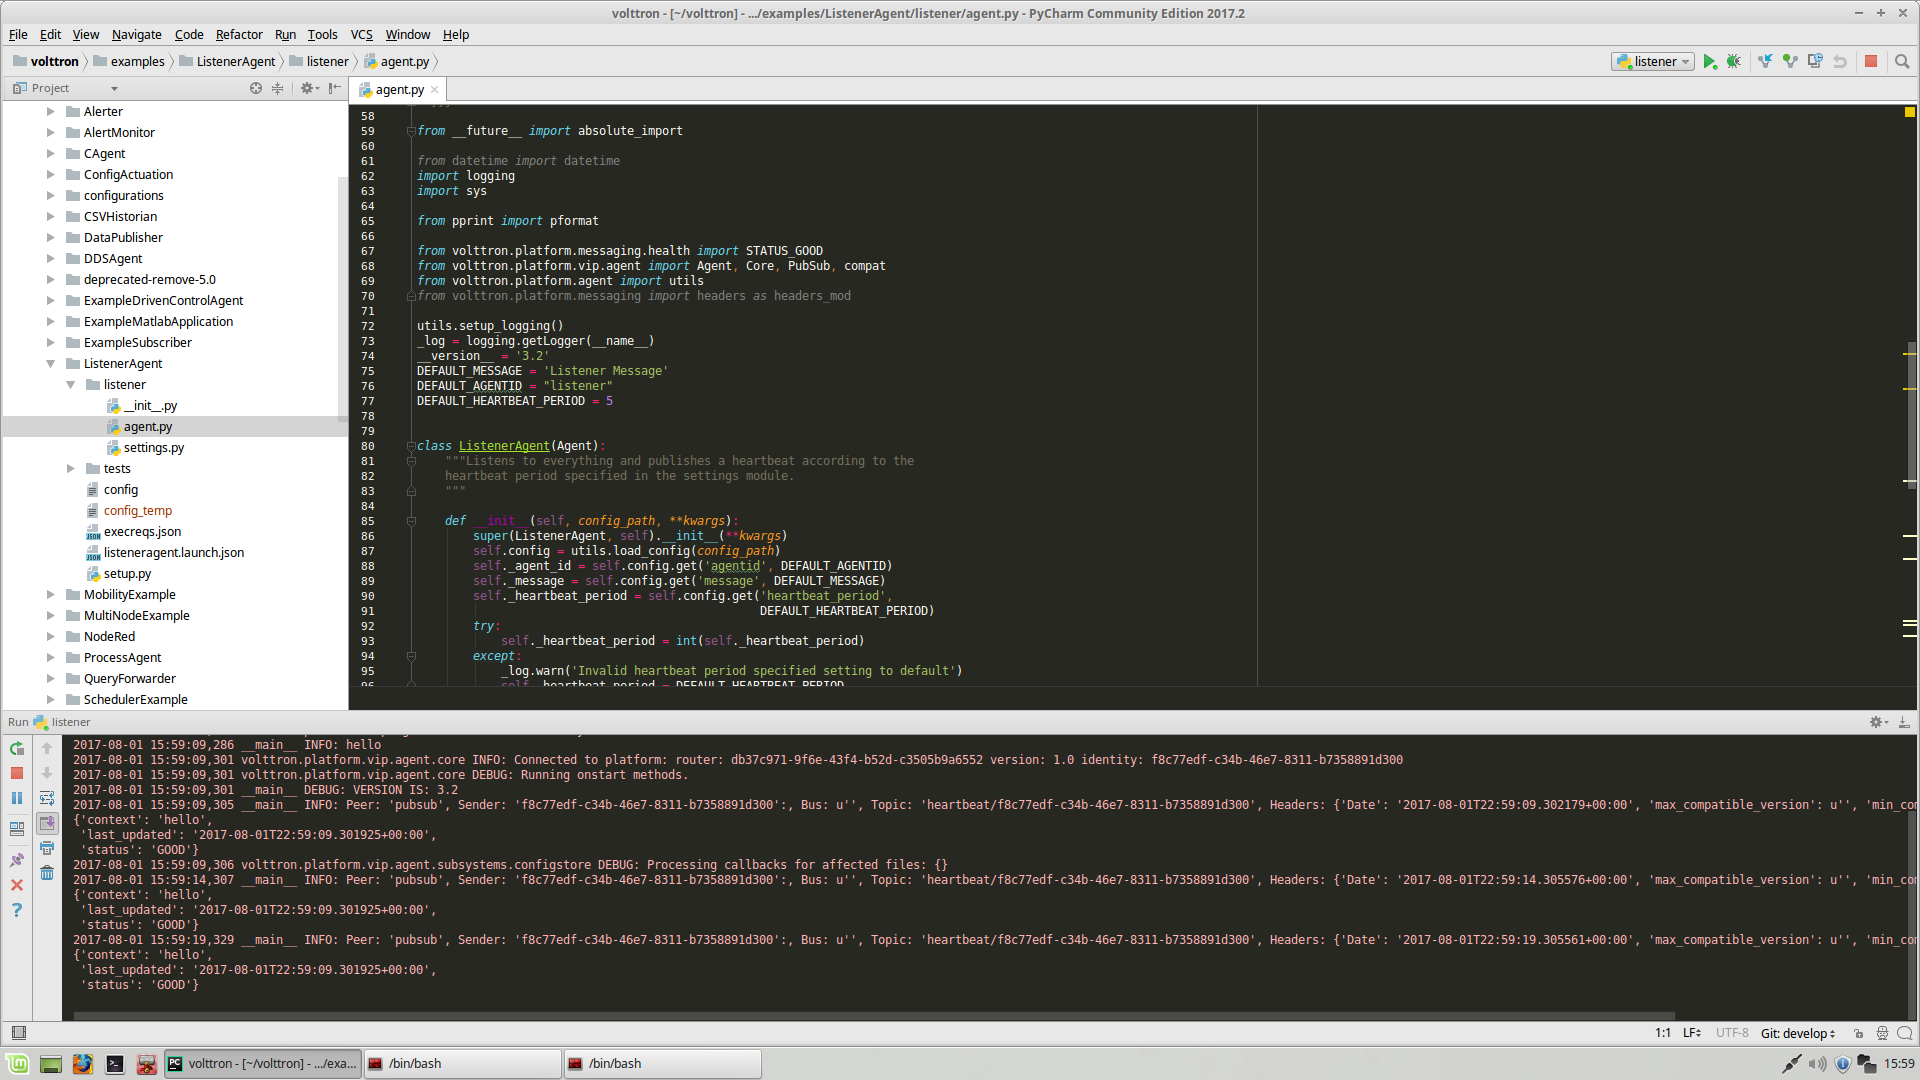 volttron - [~/volttron] - .../examples/ListenerAgent/listener/agent.py - PyCharm Community Edition 2017.2
File Edit View Navigate Code Refactor Run Tools VCS Window Help
volttron examples ListenerAgent listener agent.py listener
Project
agent.py
Alerter
AlertMonitor
CAgent
ConfigActuation
configurations
CSVHistorian
DataPublisher
DDSAgent
deprecated-remove-5.0
ExampleDrivenControlAgent
ExampleMatlabApplication
ExampleSubscriber
ListenerAgent
listener
__init__.py
agent.py
settings.py
tests
config
config_temp
execreqs.json
listeneragent.launch.json
setup.py
MobilityExample
MultiNodeExample
NodeRed
ProcessAgent
QueryForwarder
SchedulerExample
58
59 from __future__ import absolute_import
60
61 from datetime import datetime
62 import logging
63 import sys
64
65 from pprint import pformat
66
67 from volttron.platform.messaging.health import STATUS_GOOD
68 from volttron.platform.vip.agent import Agent, Core, PubSub, compat
69 from volttron.platform.agent import utils
70 from volttron.platform.messaging import headers as headers_mod
71
72 utils.setup_logging()
73 _log = logging.getLogger(__name__)
74 __version__ = '3.2'
75 DEFAULT_MESSAGE = 'Listener Message'
76 DEFAULT_AGENTID = "listener"
77 DEFAULT_HEARTBEAT_PERIOD = 5
78
79
80 class ListenerAgent(Agent):
81 """Listens to everything and publishes a heartbeat according to the
82 heartbeat period specified in the settings module.
83 """
84
85 def __init__(self, config_path, **kwargs):
86 super(ListenerAgent, self).__init__(**kwargs)
87 self.config = utils.load_config(config_path)
88 self._agent_id = self.config.get('agentid', DEFAULT_AGENTID)
89 self._message = self.config.get('message', DEFAULT_MESSAGE)
90 self._heartbeat_period = self.config.get('heartbeat_period',
91 DEFAULT_HEARTBEAT_PERIOD)
92 try:
93 self._heartbeat_period = int(self._heartbeat_period)
94 except:
95 _log.warn('Invalid heartbeat period specified setting to default')
96 self._heartbeat_period = DEFAULT_HEARTBEAT_PERIOD
Run listener
2017-08-01 15:59:09,286 __main__ INFO: hello
2017-08-01 15:59:09,301 volttron.platform.vip.agent.core INFO: Connected to platform: router: db37c971-9f6e-43f4-b52d-c3505b9a6552 version: 1.0 identity: f8c77edf-c34b-46e7-8311-b7358891d300
2017-08-01 15:59:09,301 volttron.platform.vip.agent.core DEBUG: Running onstart methods.
2017-08-01 15:59:09,301 __main__ DEBUG: VERSION IS: 3.2
2017-08-01 15:59:09,305 __main__ INFO: Peer: 'pubsub', Sender: 'f8c77edf-c34b-46e7-8311-b7358891d300':, Bus: u'', Topic: 'heartbeat/f8c77edf-c34b-46e7-8311-b7358891d300', Headers: {'Date': '2017-08-01T22:59:09.302179+00:00', 'max_compatible_version': u'', 'min_com
{'context': 'hello',
'last_updated': '2017-08-01T22:59:09.301925+00:00',
'status': 'GOOD'}
2017-08-01 15:59:09,306 volttron.platform.vip.agent.subsystems.configstore DEBUG: Processing callbacks for affected files: {}
2017-08-01 15:59:14,307 __main__ INFO: Peer: 'pubsub', Sender: 'f8c77edf-c34b-46e7-8311-b7358891d300':, Bus: u'', Topic: 'heartbeat/f8c77edf-c34b-46e7-8311-b7358891d300', Headers: {'Date': '2017-08-01T22:59:14.305576+00:00', 'max_compatible_version': u'', 'min_com
{'context': 'hello',
'last_updated': '2017-08-01T22:59:09.301925+00:00',
'status': 'GOOD'}
2017-08-01 15:59:19,329 __main__ INFO: Peer: 'pubsub', Sender: 'f8c77edf-c34b-46e7-8311-b7358891d300':, Bus: u'', Topic: 'heartbeat/f8c77edf-c34b-46e7-8311-b7358891d300', Headers: {'Date': '2017-08-01T22:59:19.305561+00:00', 'max_compatible_version': u'', 'min_com
{'context': 'hello',
'last_updated': '2017-08-01T22:59:09.301925+00:00',
'status': 'GOOD'}
1:1 LF UTF-8 Git: develop
volttron - [~/volttron] - .../exa... /bin/bash /bin/bash 15:59